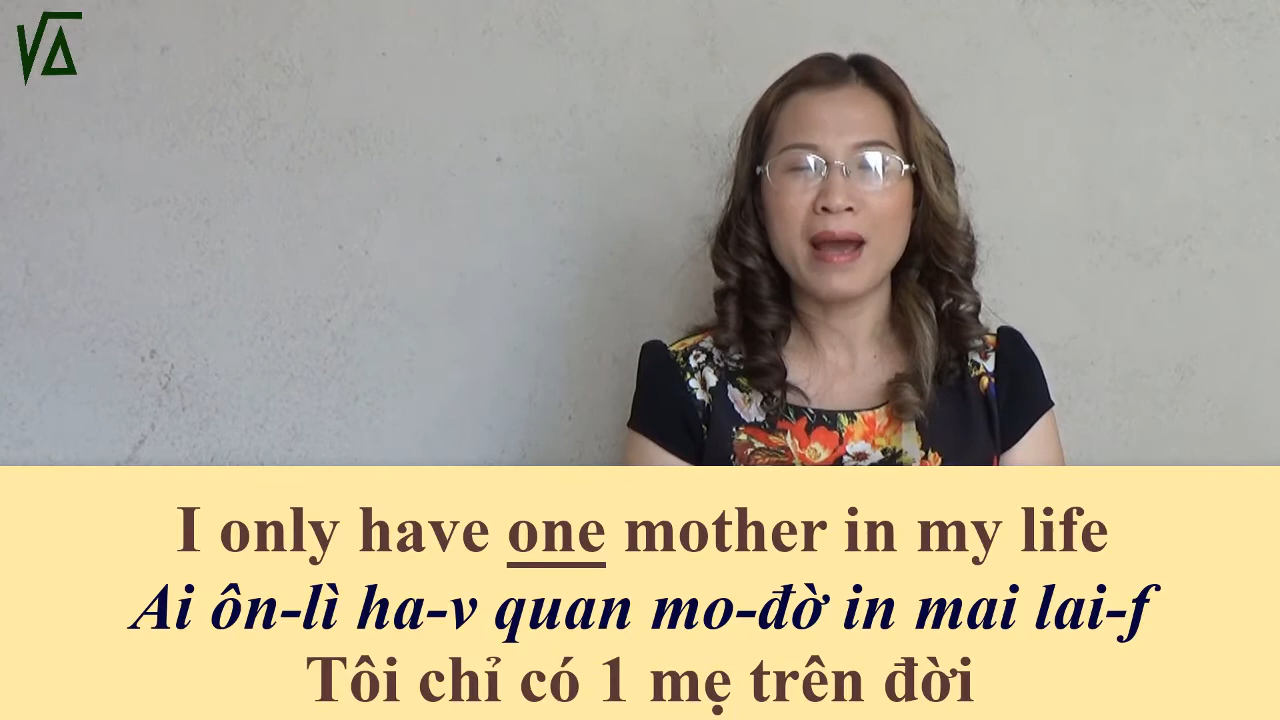 VA
I only have one mother in my life
Ai ôn-lì ha-v quan mo-đờ in mai lai-f
Tôi chỉ có 1 mẹ trên đời